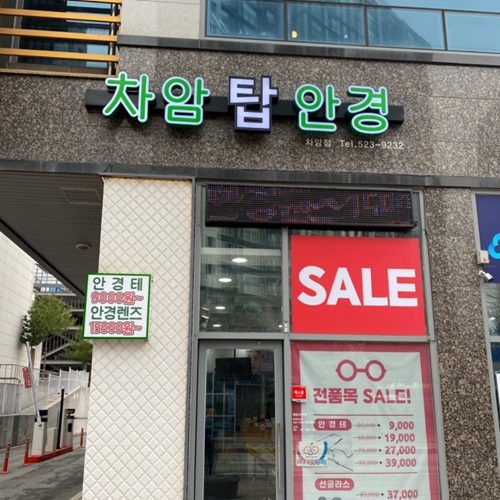 차암 탑 안경
차암점 Tel.523-9232
SALE
안경테
9000원~
안경렌즈
15000원~
전품목 SALE!
안 경 테
9,000
19,000
27,000
39,000
선글라스
37,000